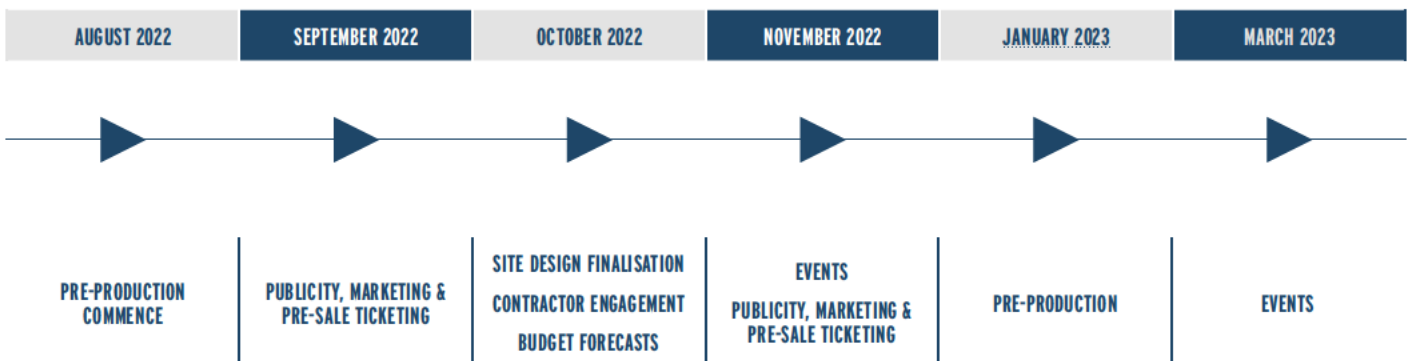 AUGUST 2022
SEPTEMBER 2022
OCTOBER 2022
NOVEMBER 2022
JANUARY 2023
MARCH 2023
PRE-PRODUCTION
COMMENCE
PUBLICITY, MARKETING &
PRE-SALE TICKETING
SITE DESIGN FINALISATION
CONTRACTOR ENGAGEMENT
BUDGET FORECASTS
EVENTS
PUBLICITY, MARKETING &
PRE-SALE TICKETING
PRE-PRODUCTION
EVENTS